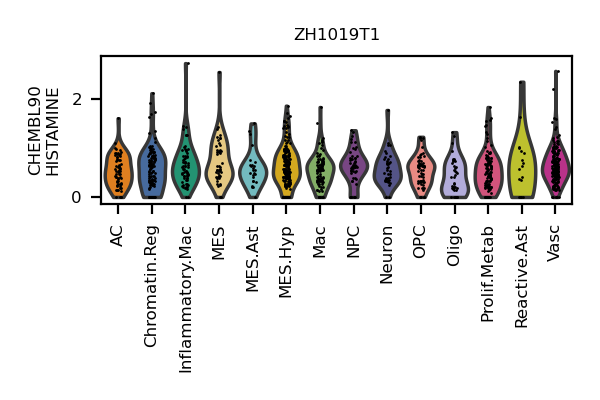 ZH1019T1
CHEMBL90
HISTAMINE
2
0
AC
Chromatin.Reg
Inflammatory.Mac
MES
MES.Ast
MES.Hyp
Mac
NPC
Neuron
OPC
Oligo
Prolif.Metab
Reactive.Ast
Vasc